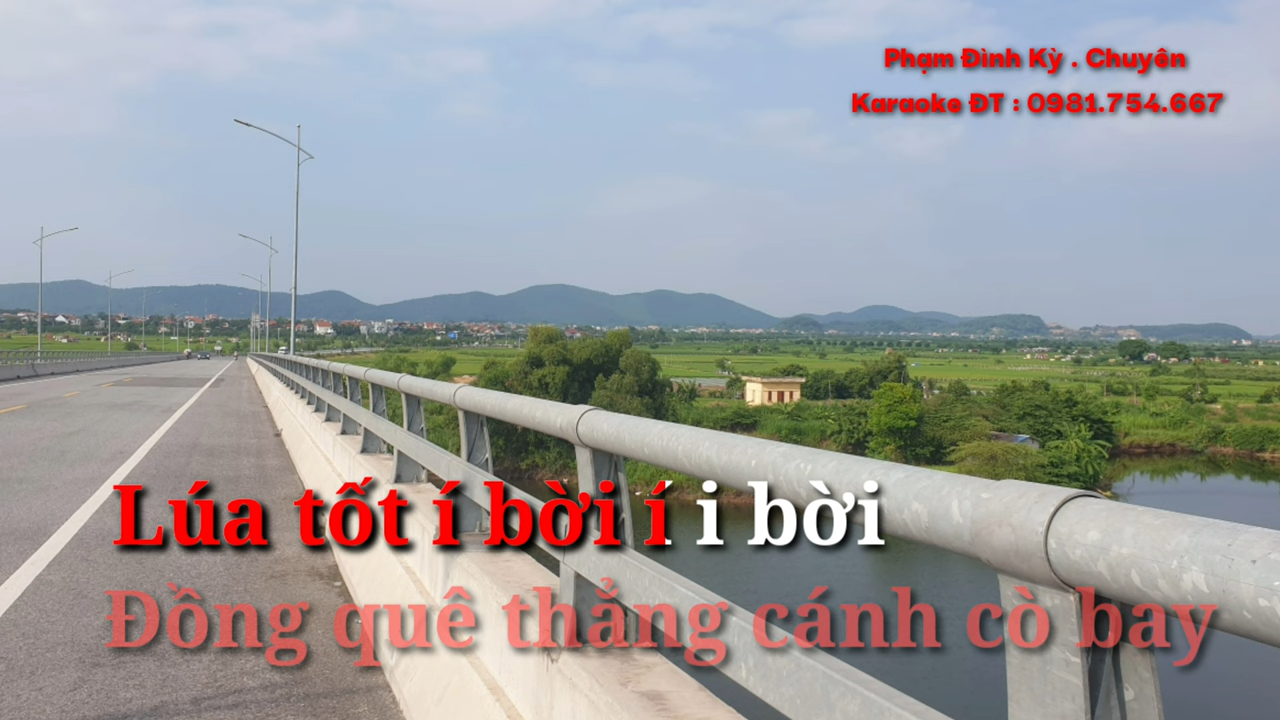 Phạm Đình Kỳ . Chuyên
Karaoke ĐT : 0981.754.667
Lúa tốt í bời í i bời
Đồng quê thẳng cánh cò bay